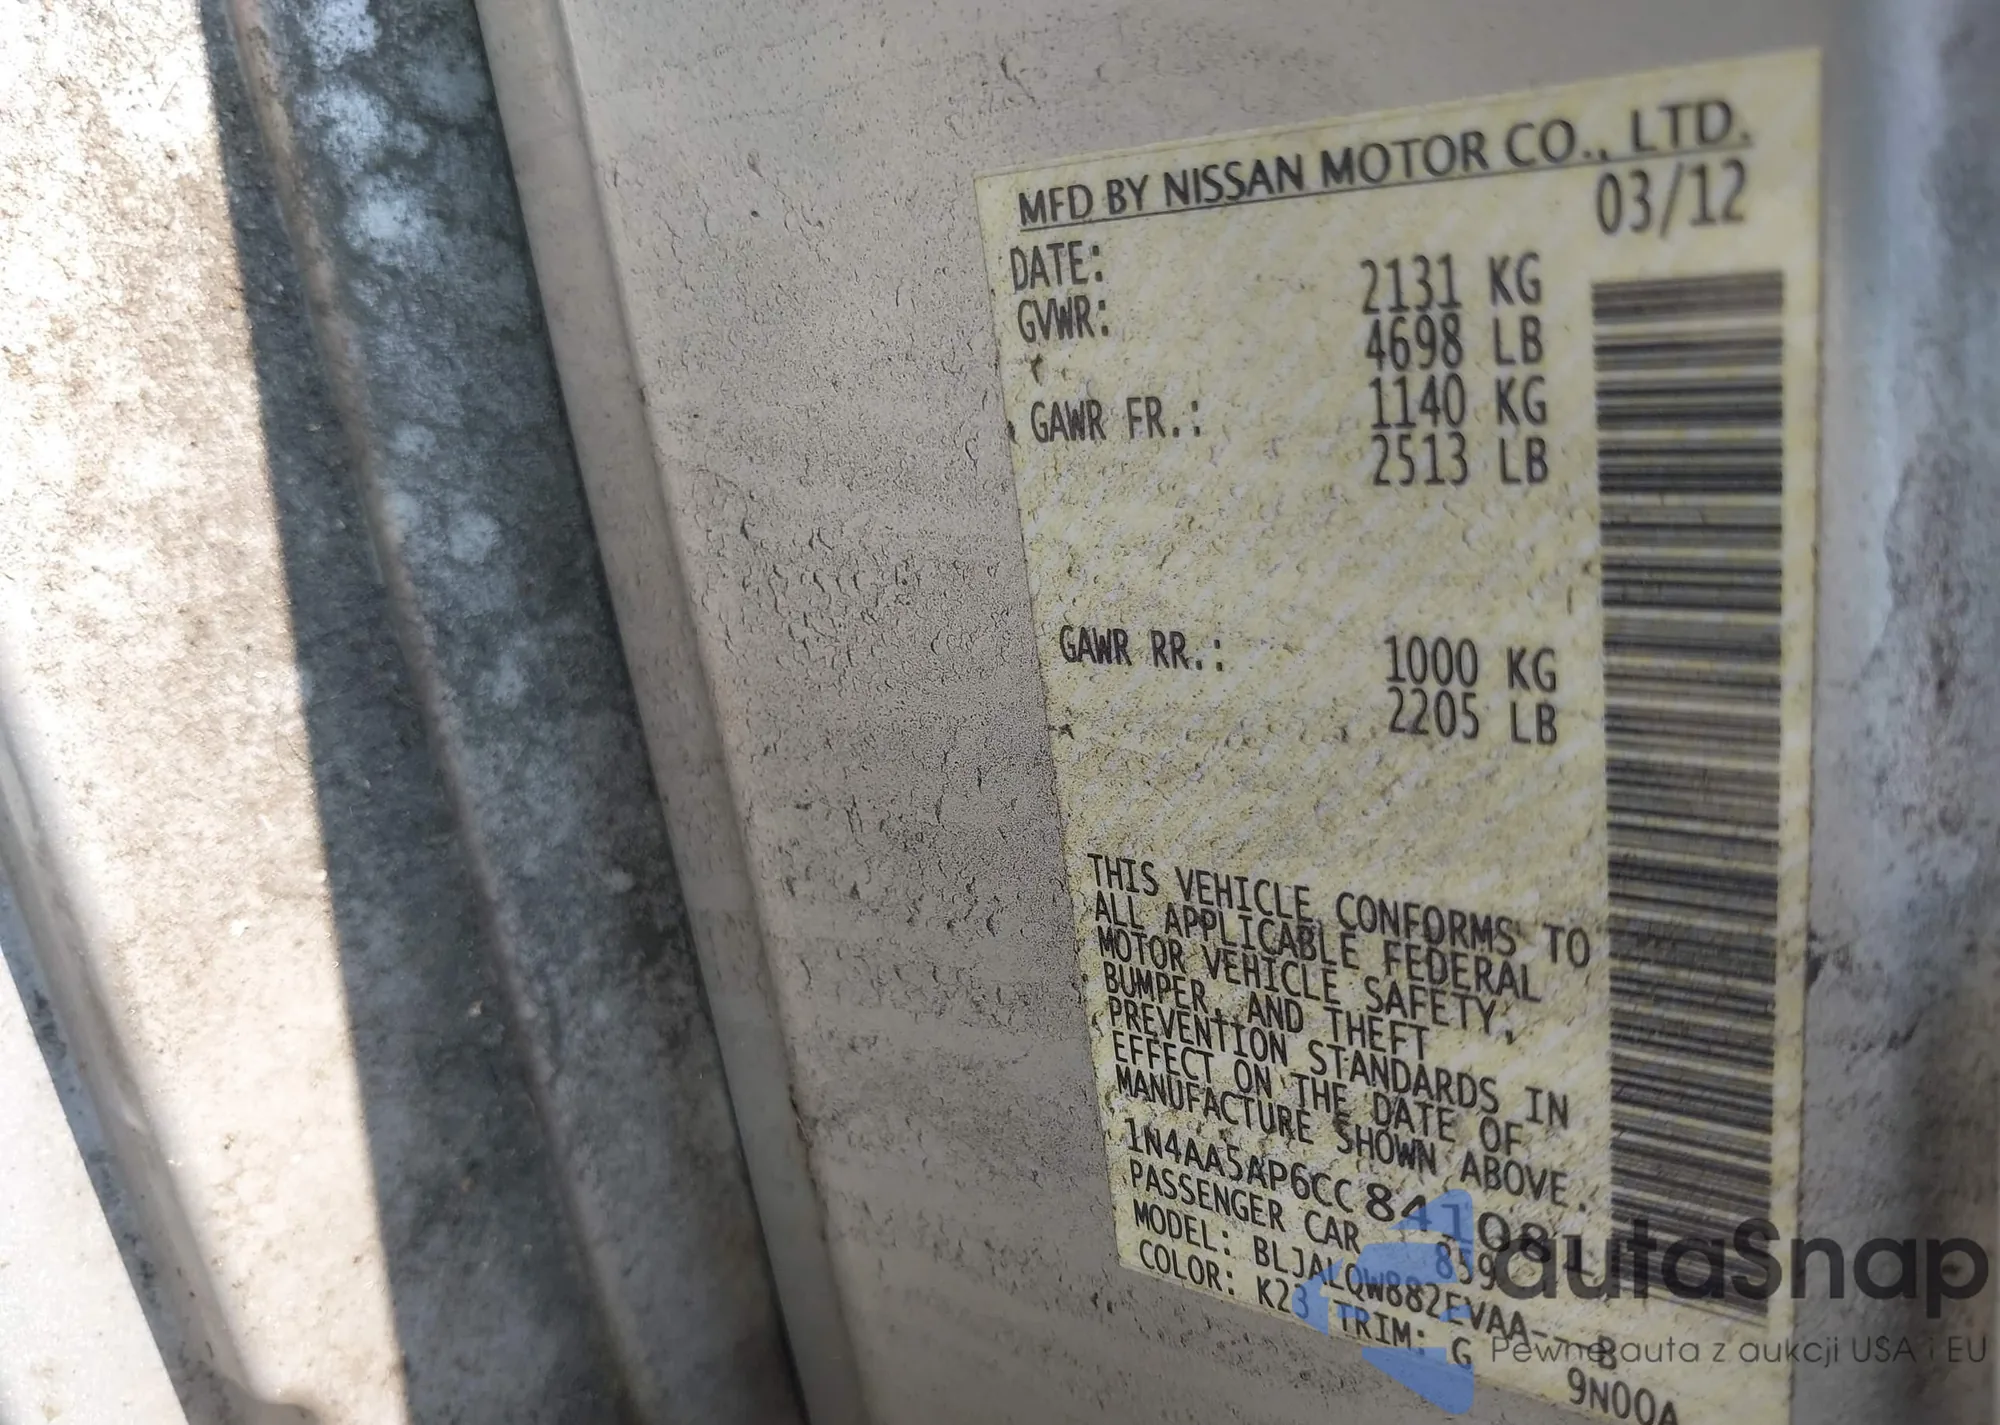 MFD BY NISSAN MOTOR CO., LTD.
DATE: 03/12
GVWR: 2131 KG
4698 LB
GAWR FR.: 1140 KG
2513 LB
GAWR RR.: 1000 KG
2205 LB
THIS VEHICLE CONFORMS TO
ALL APPLICABLE FEDERAL
MOTOR VEHICLE SAFETY,
BUMPER, AND THEFT
PREVENTION STANDARDS IN
EFFECT ON THE DATE OF
MANUFACTURE SHOWN ABOVE.
1N4AA5AP6CC
PASSENGER CAR
MODEL: BLJALQW882EVAA--B
COLOR: K23 TRIM: G
9N00A
autaSnap
Pewne auta z aukcji USA i EU